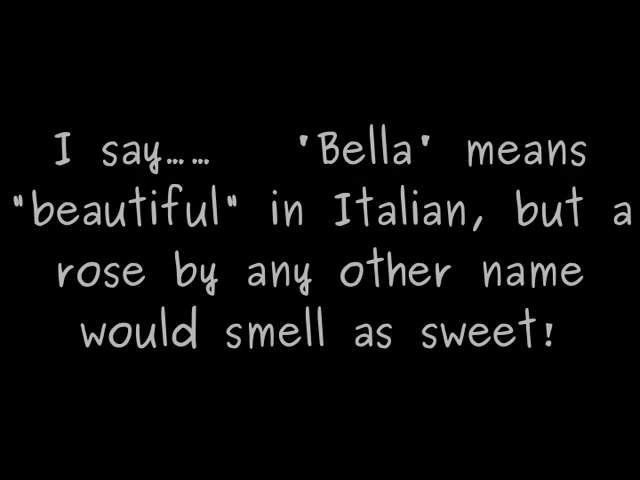 I say…… 'Bella' means
"beautiful" in Italian, but a
rose by any other name
would smell as sweet!